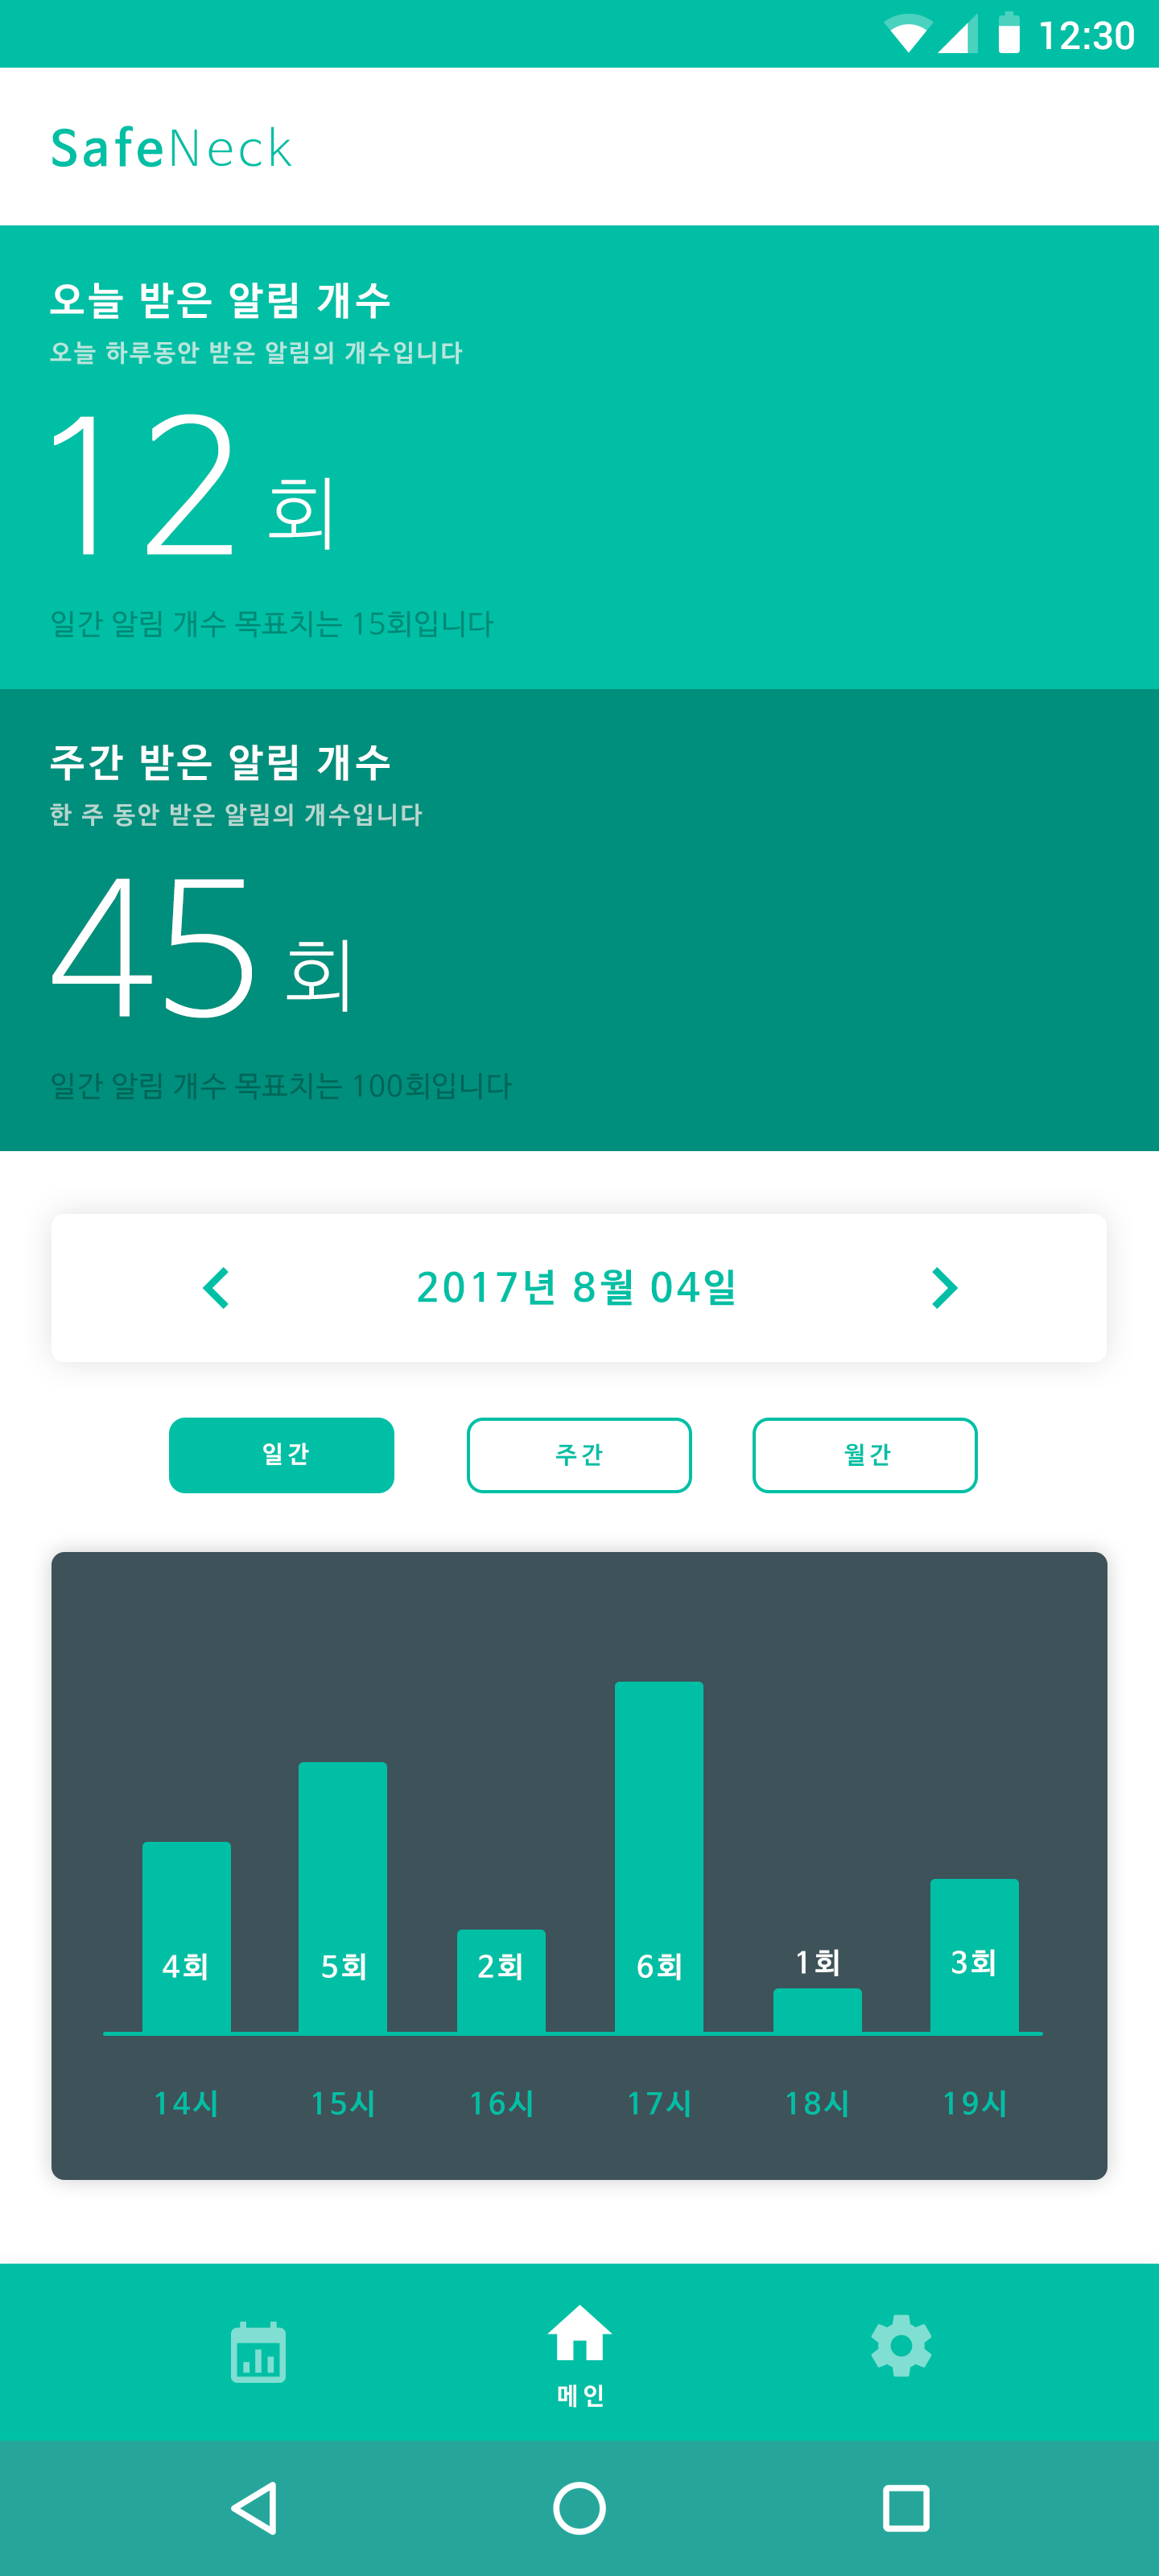 12:30
SafeNeck
오늘 받은 알림 개수
오늘 하루동안 받은 알림의 개수입니다
12 회
일간 알림 개수 목표치는 15회입니다
주간 받은 알림 개수
한 주 동안 받은 알림의 개수입니다
45 회
일간 알림 개수 목표치는 100회입니다
2017년 8월 04일
일간 주간 월간
4회 5회 2회 6회 1회 3회
14시 15시 16시 17시 18시 19시
메인